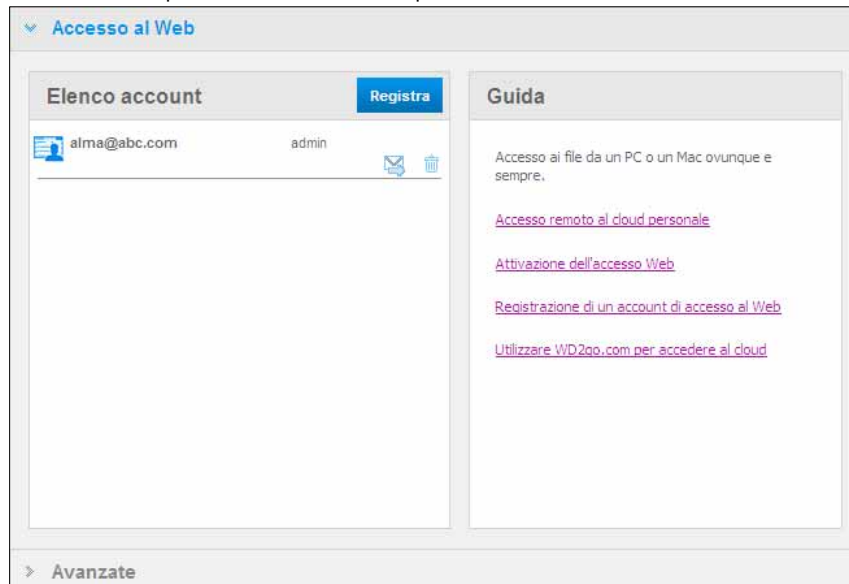 Accesso al Web
Elenco account
Registra
alma@abc.com
admin
Guida
Accesso ai file da un PC o un Mac ovunque e
sempre.
Accesso remoto al cloud personale
Attivazione dell'accesso Web
Registrazione di un account di accesso al Web
Utilizzare WD2go.com per accedere al cloud
Avanzate